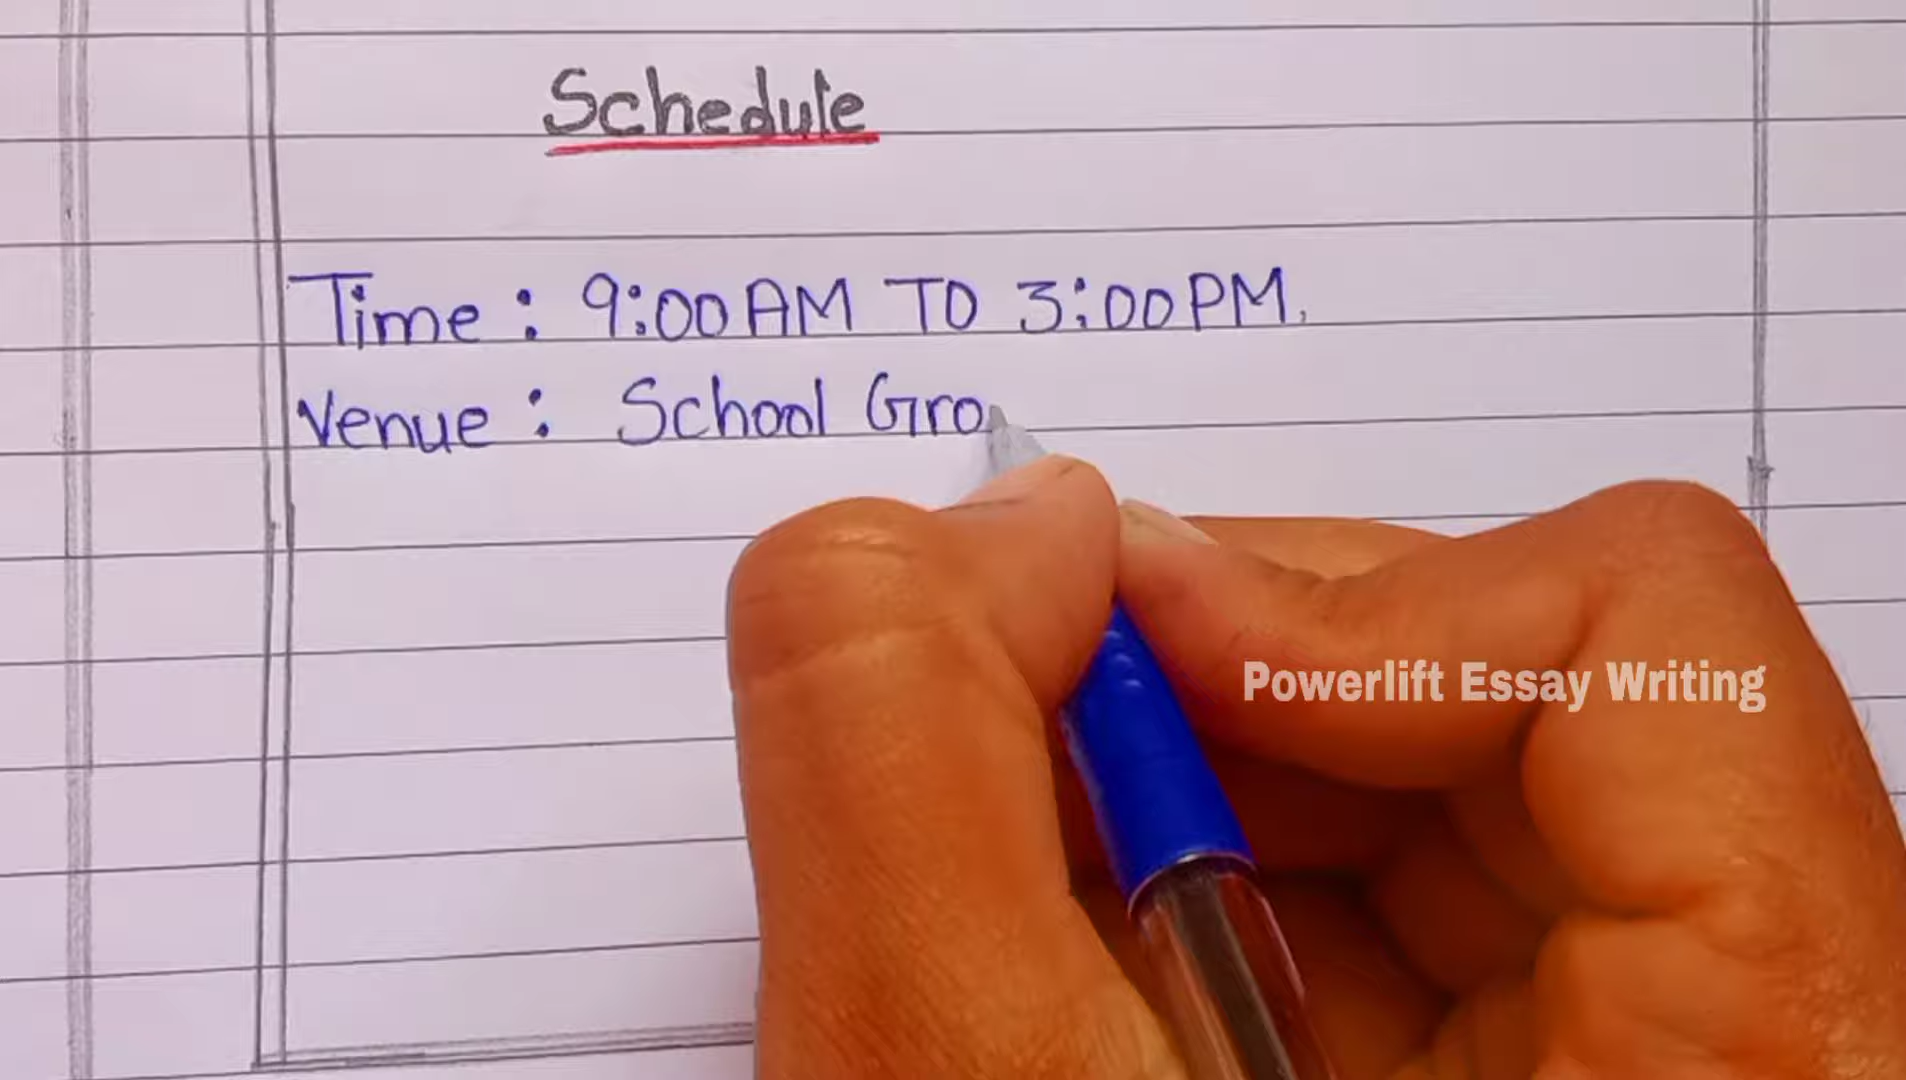 Schedule
Time : 9:00 AM TO 3:00 PM.
Venue : School Gro
Powerlift Essay Writing